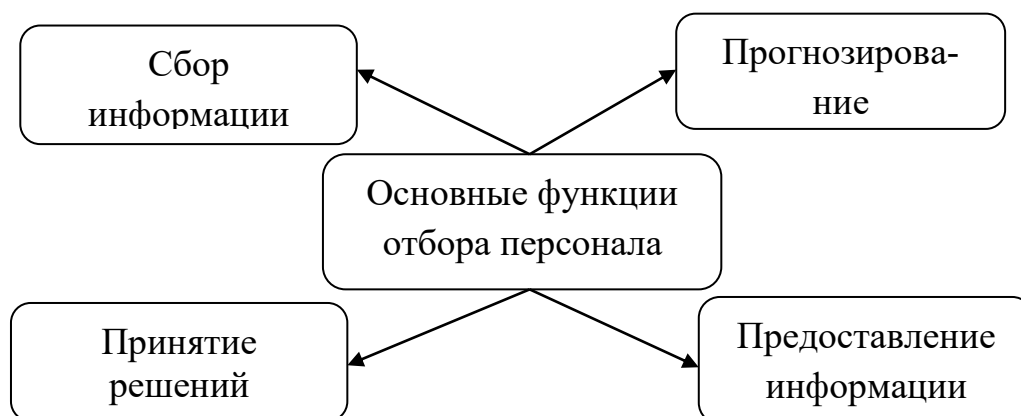 Сбор
информации
Прогнозирова-
ние
Основные функции
отбора персонала
Принятие
решений
Предоставление
информации